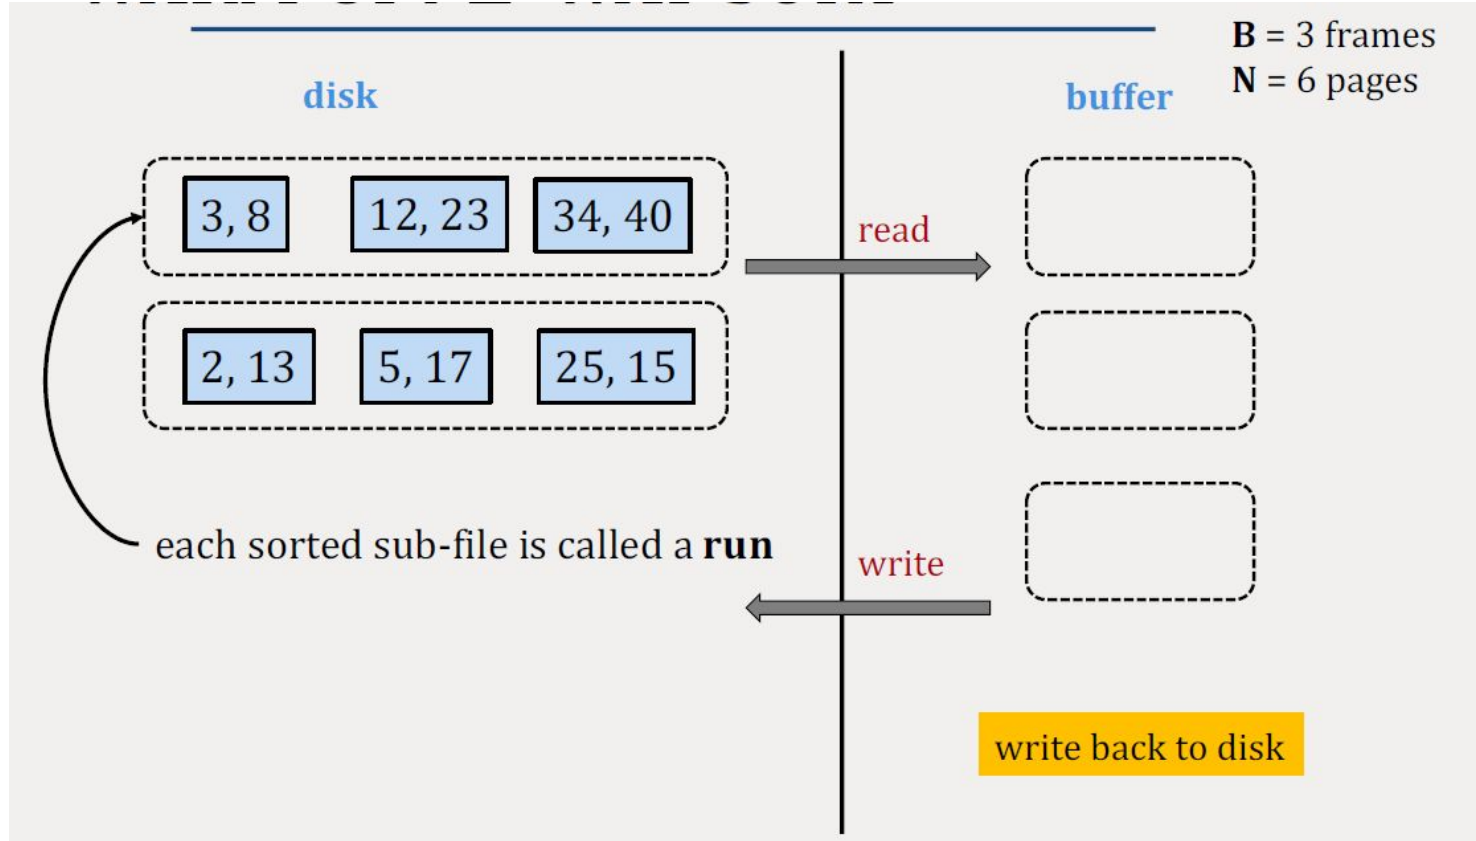 B = 3 frames
N = 6 pages
disk
buffer
3, 8
12, 23
34, 40
read
2, 13
5, 17
25, 15
each sorted sub-file is called a run
write
write back to disk